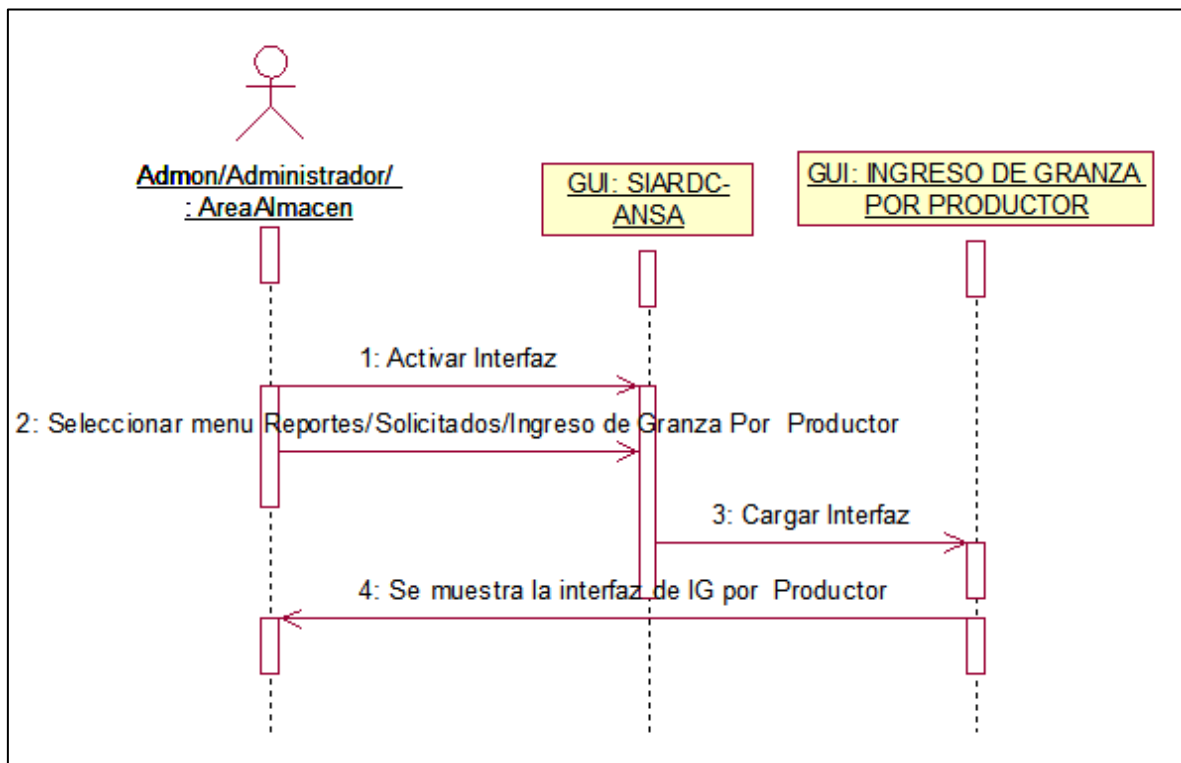 Admon/Administrador/
: AreaAlmacen
GUI: SIARDC-
ANSA
GUI: INGRESO DE GRANZA
POR PRODUCTOR
1: Activar Interfaz
2: Seleccionar menu Reportes/Solicitados/Ingreso de Granza Por Productor
3: Cargar Interfaz
4: Se muestra la interfaz de IG por Productor